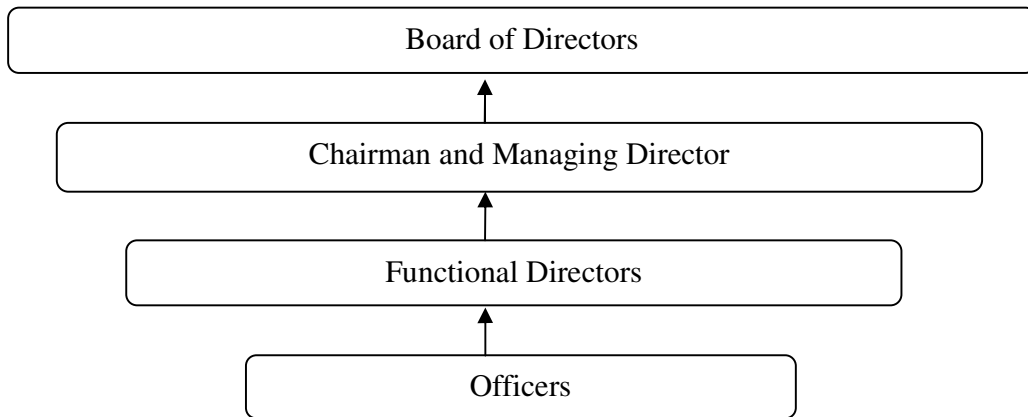 Board of Directors
Chairman and Managing Director
Functional Directors
Officers